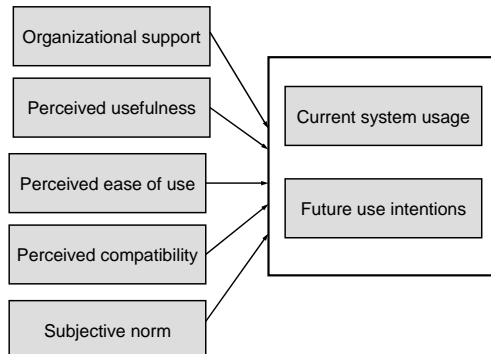 Organizational support
Perceived usefulness
Perceived ease of use
Perceived compatibility
Subjective norm
Current system usage
Future use intentions